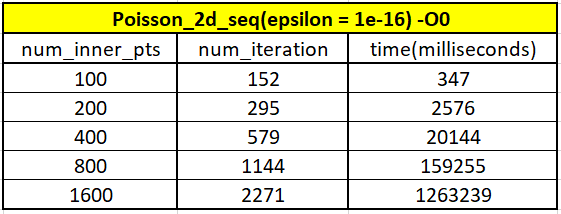 Poisson_2d_seq(epsilon = 1e-16) -O0
num_inner_pts num_iteration time(milliseconds)
100 152 347
200 295 2576
400 579 20144
800 1144 159255
1600 2271 1263239